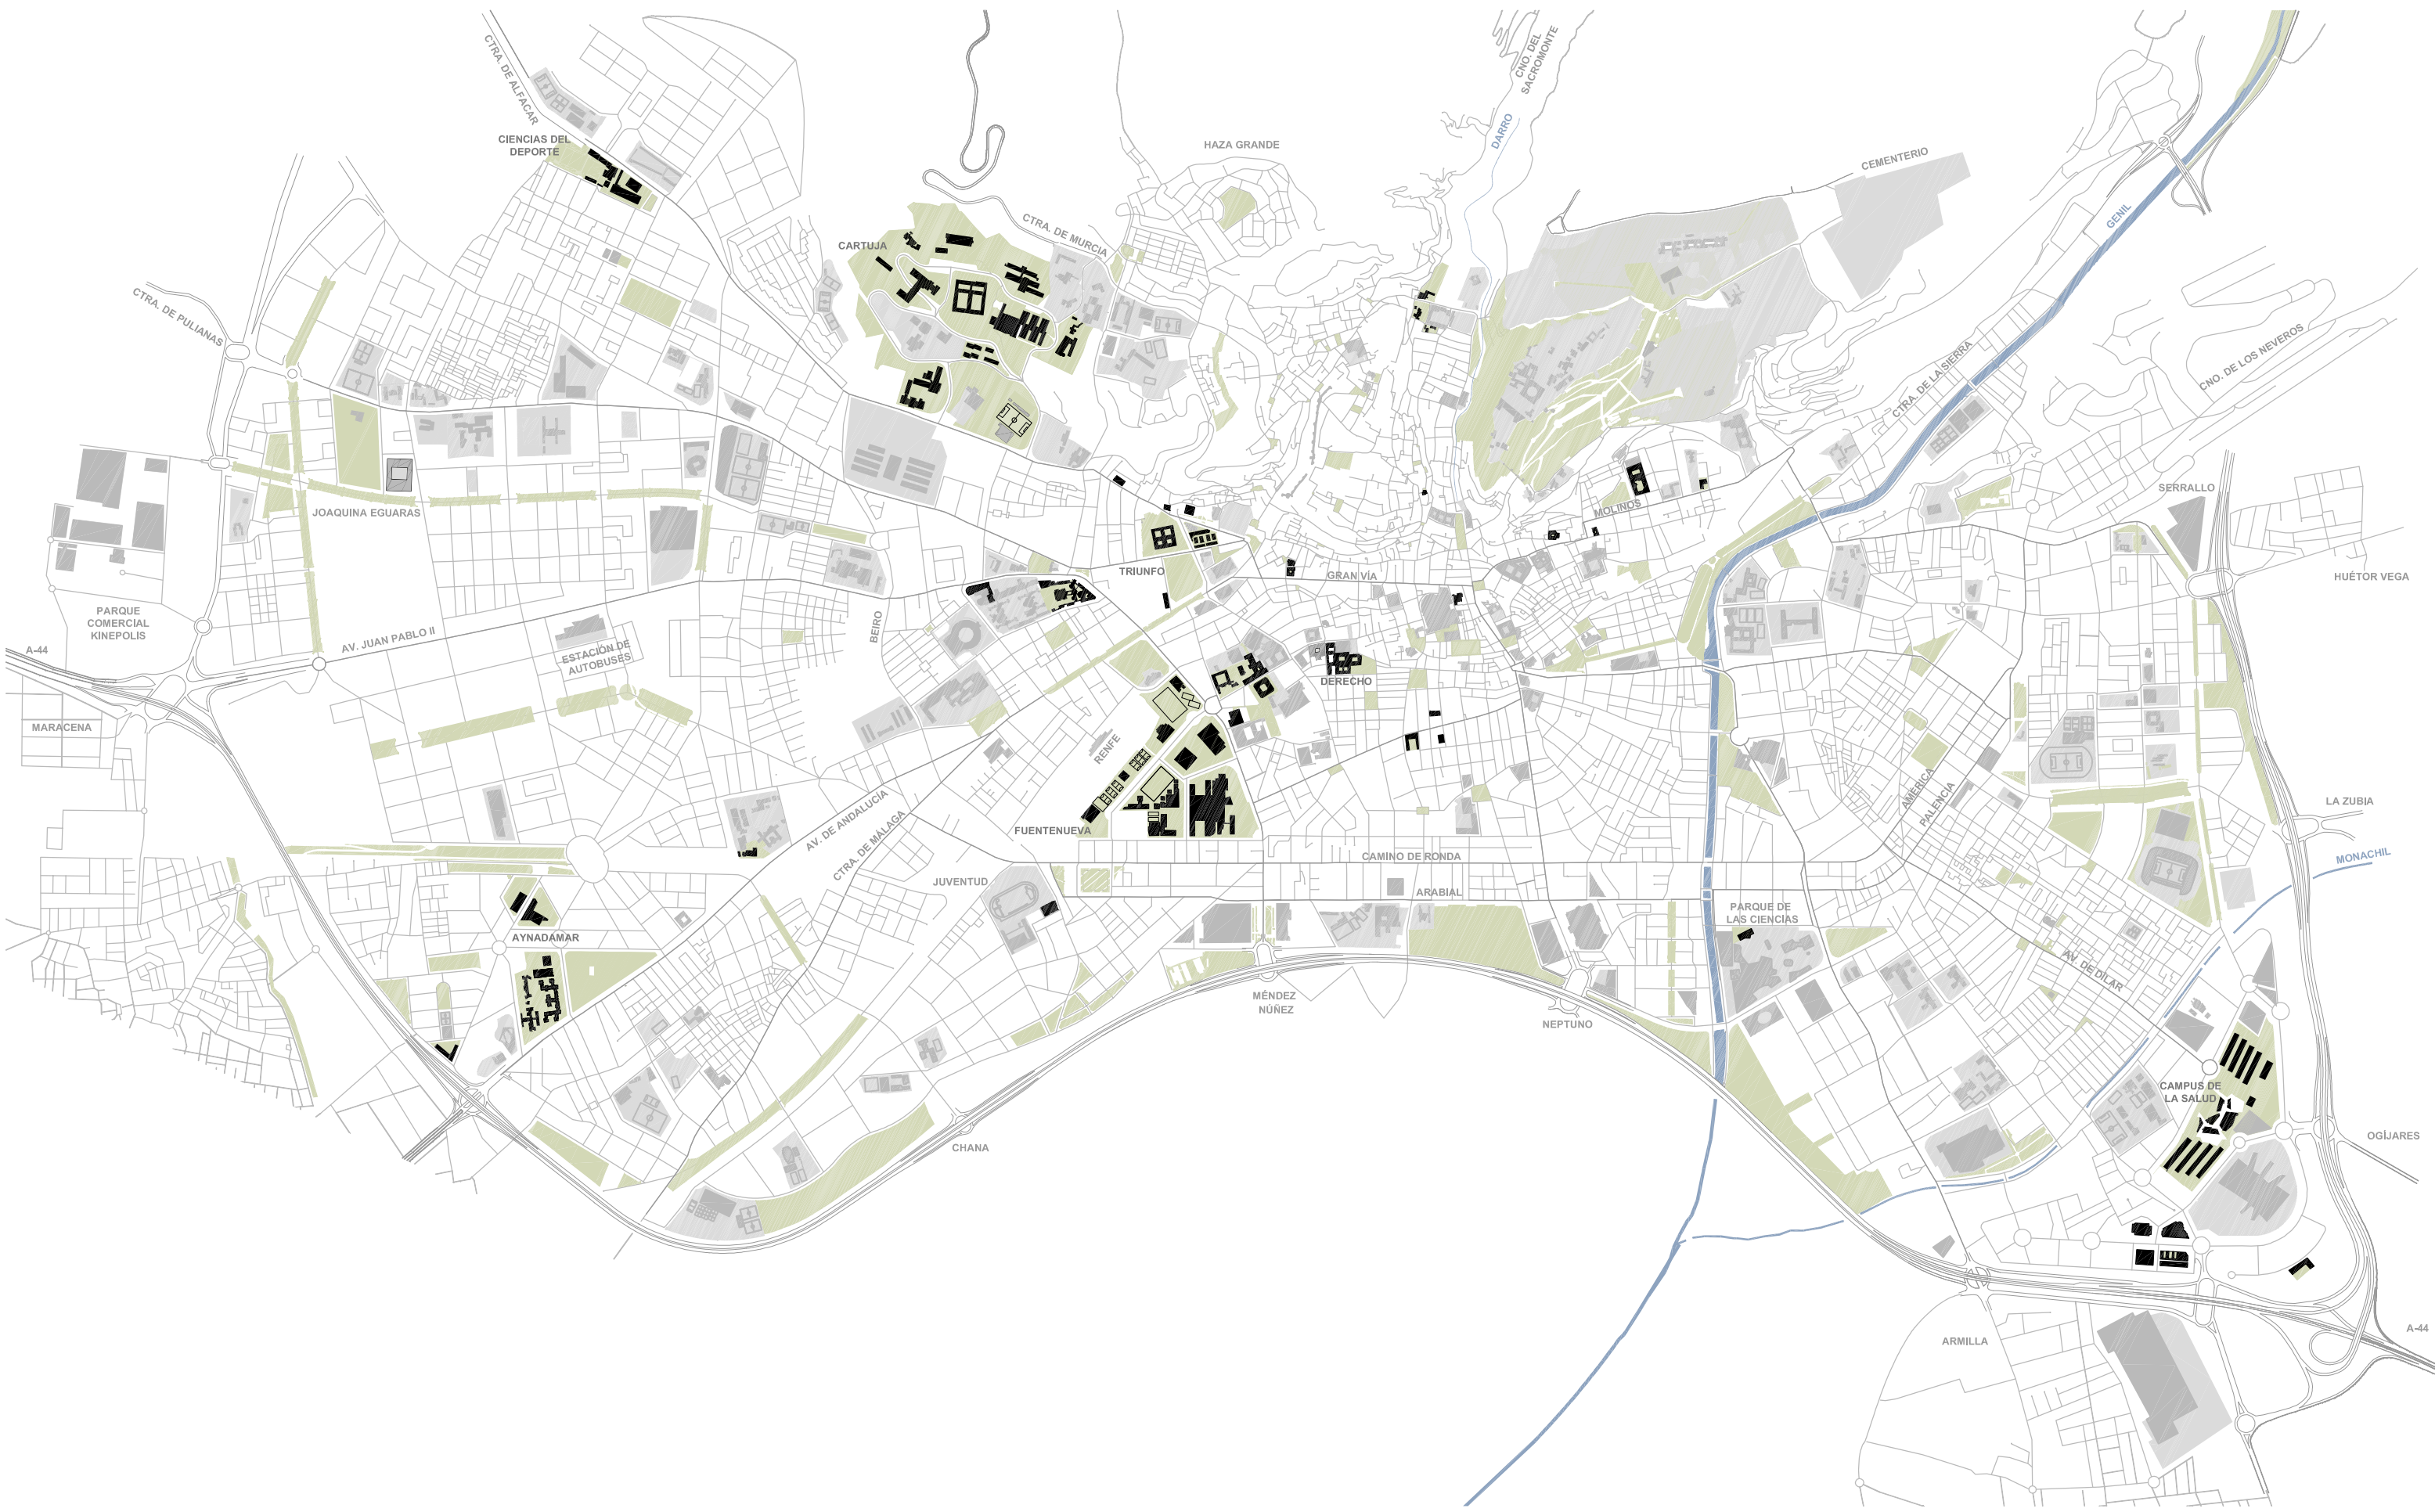 CTRA. DE ALFACAR
CNO. DEL
SACROMONTE
DARRO
CIENCIAS DEL
DEPORTE
HAZA GRANDE
CEMENTERIO
GENIL
CTRA. DE MURCIA
CARTUJA
CTRA. DE PULIANAS
CTRA. DE LA SIERRA
CNO. DE LOS NEVEROS
JOAQUINA EGUARAS
MOLINOS
SERRALLO
TRIUNFO
GRAN VÍA
HUÉTOR VEGA
PARQUE
COMERCIAL
KINEPOLIS
BEIRO
AV. JUAN PABLO II
ESTACIÓN DE
AUTOBUSES
A-44
DERECHO
MARACENA
RENFE
AMERICA
PALENCIA
LA ZUBIA
AV. DE ANDALUCÍA
CTRA. DE MÁLAGA
FUENTENUEVA
CAMINO DE RONDA
MONACHIL
JUVENTUD
ARABIAL
PARQUE DE
LAS CIENCIAS
AYNADAMAR
AV. DE DILAR
MÉNDEZ
NÚÑEZ
NEPTUNO
CAMPUS DE
LA SALUD
CHANA
OGÍJARES
ARMILLA
A-44